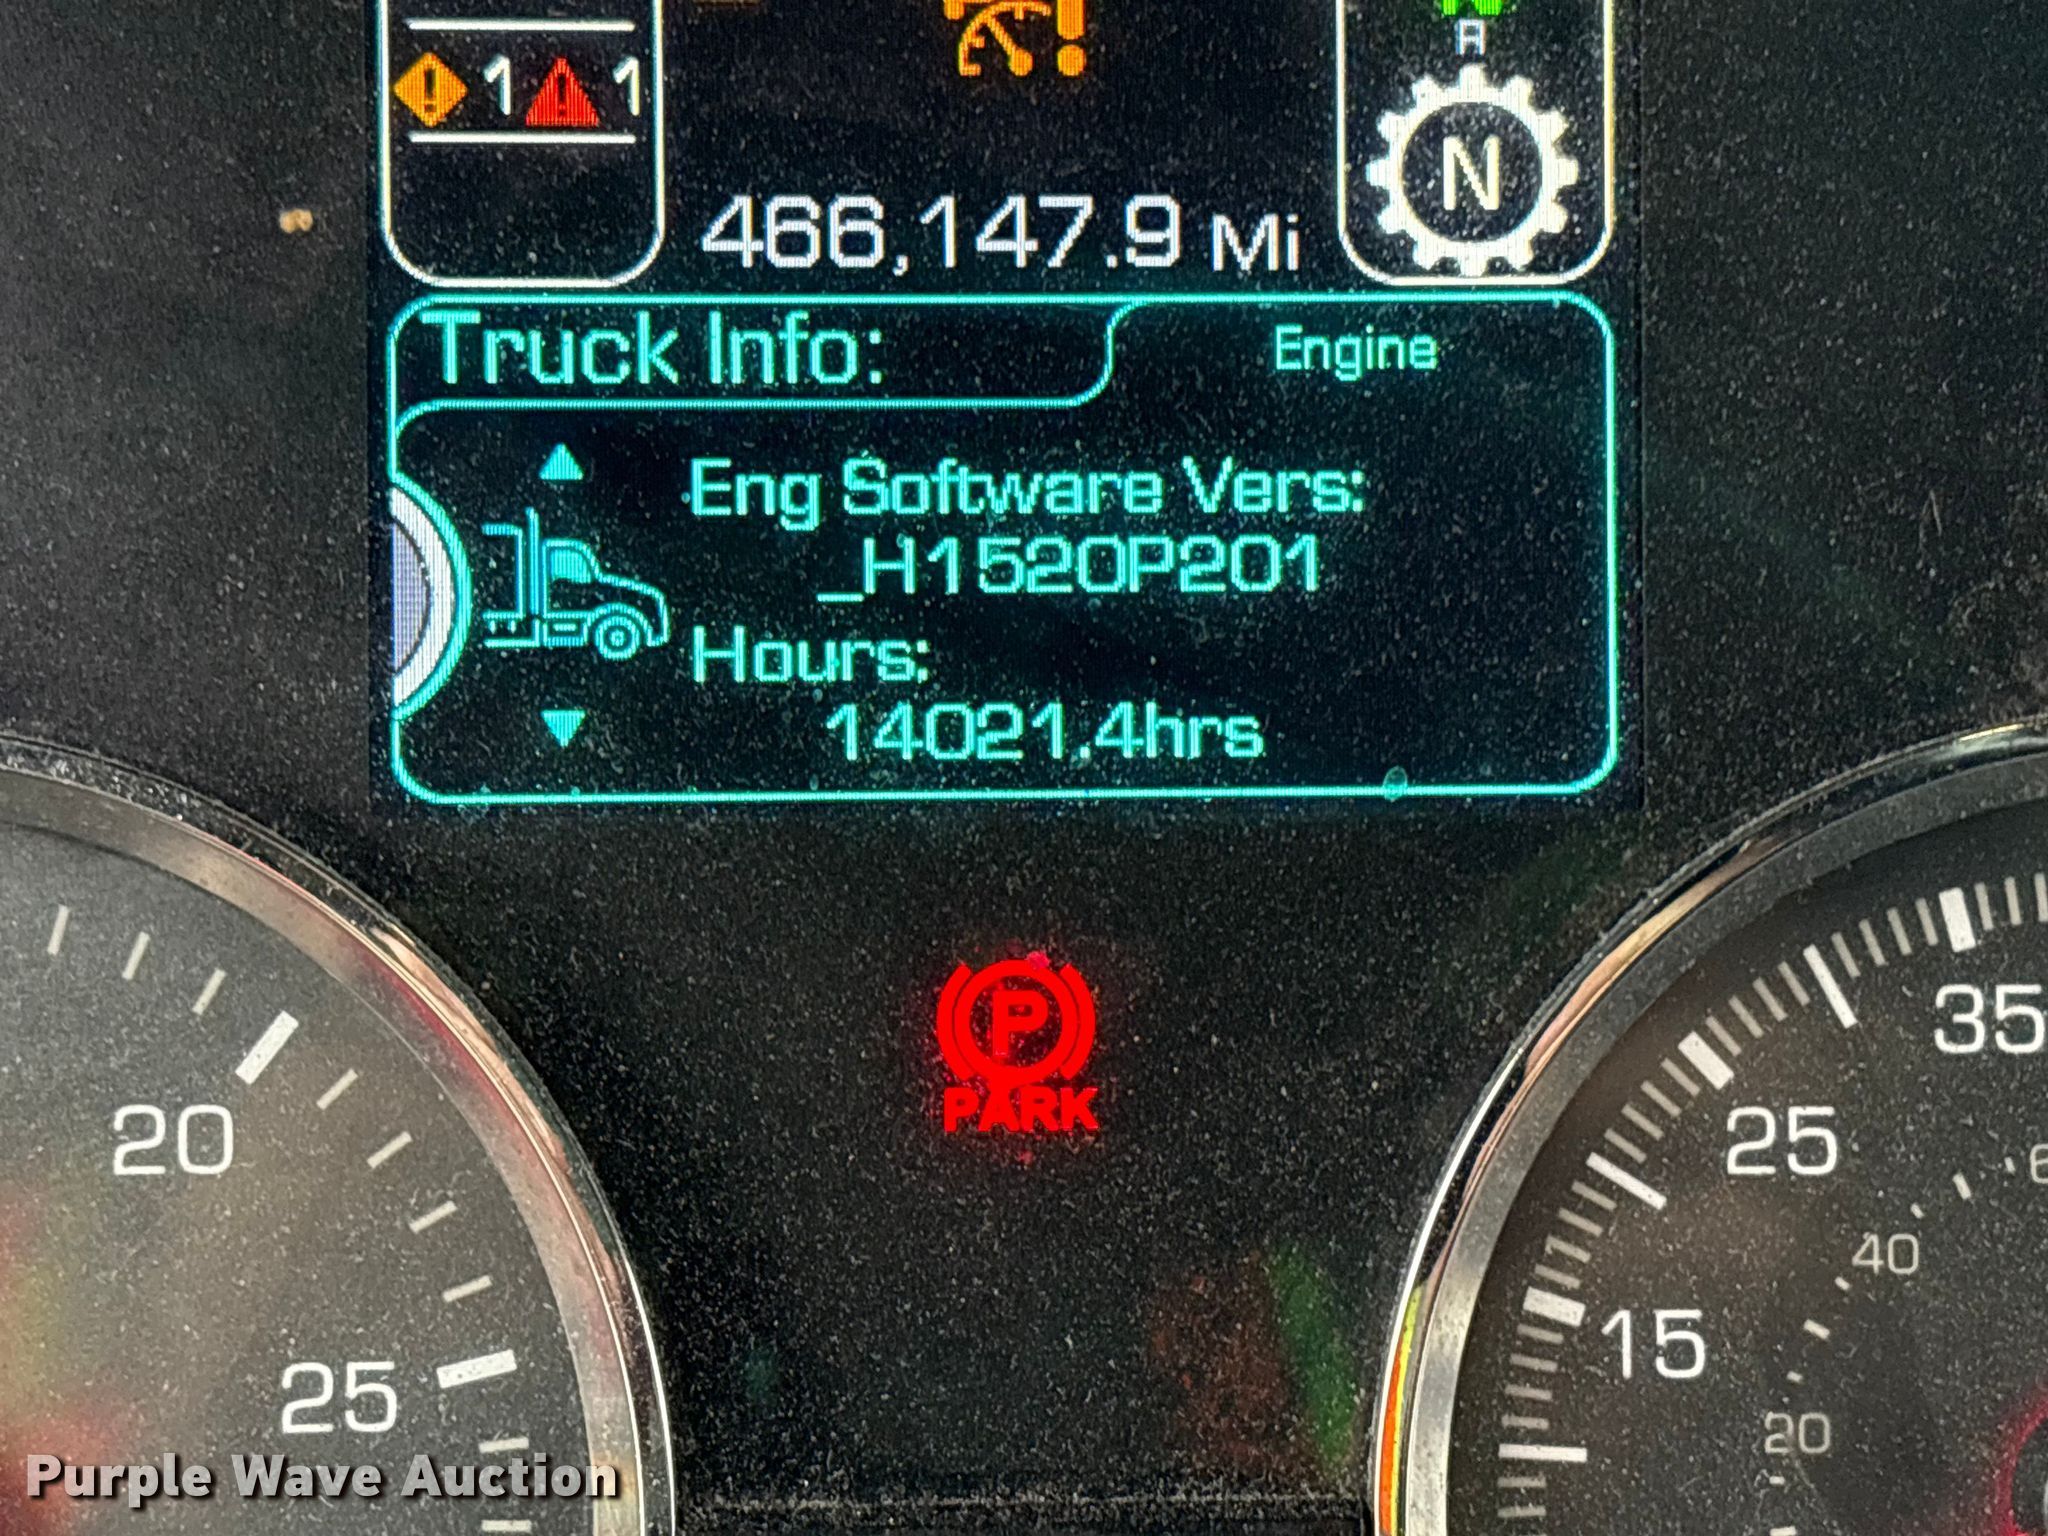 1 1
A
N
466,147.9 Mi
Truck Info:
Engine
Eng Software Vers:
_H1520P201
Hours:
14021.4hrs
P
PARK
20
25
35
25
15
40
20
Purple Wave Auction